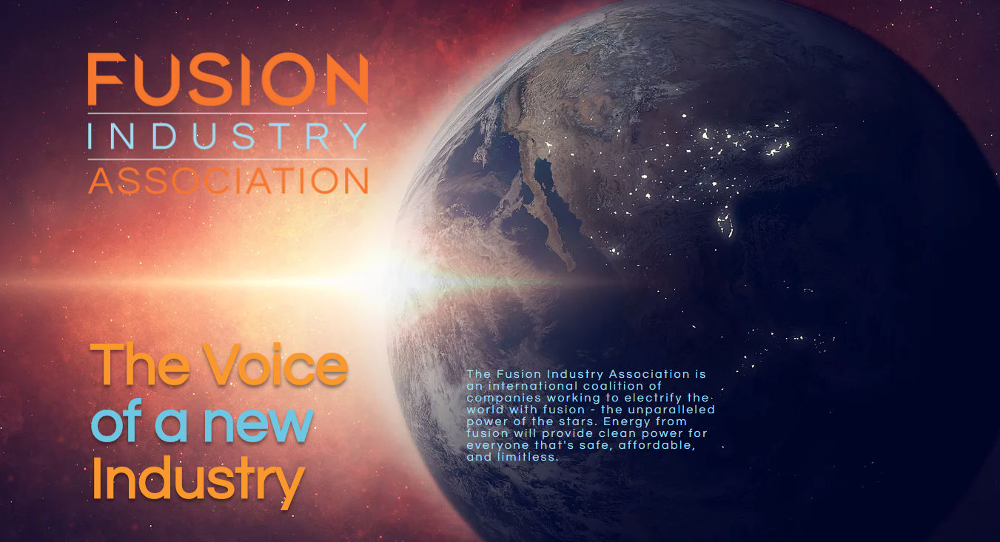 FUSION
INDUSTRY
ASSOCIATION
The Voice
of a new
Industry
The Fusion Industry Association is
an international coalition of
companies working to electrify the
world with fusion - the unparalleled
power of the stars. Energy from
fusion will provide clean power for
everyone that's safe, affordable,
and limitless.